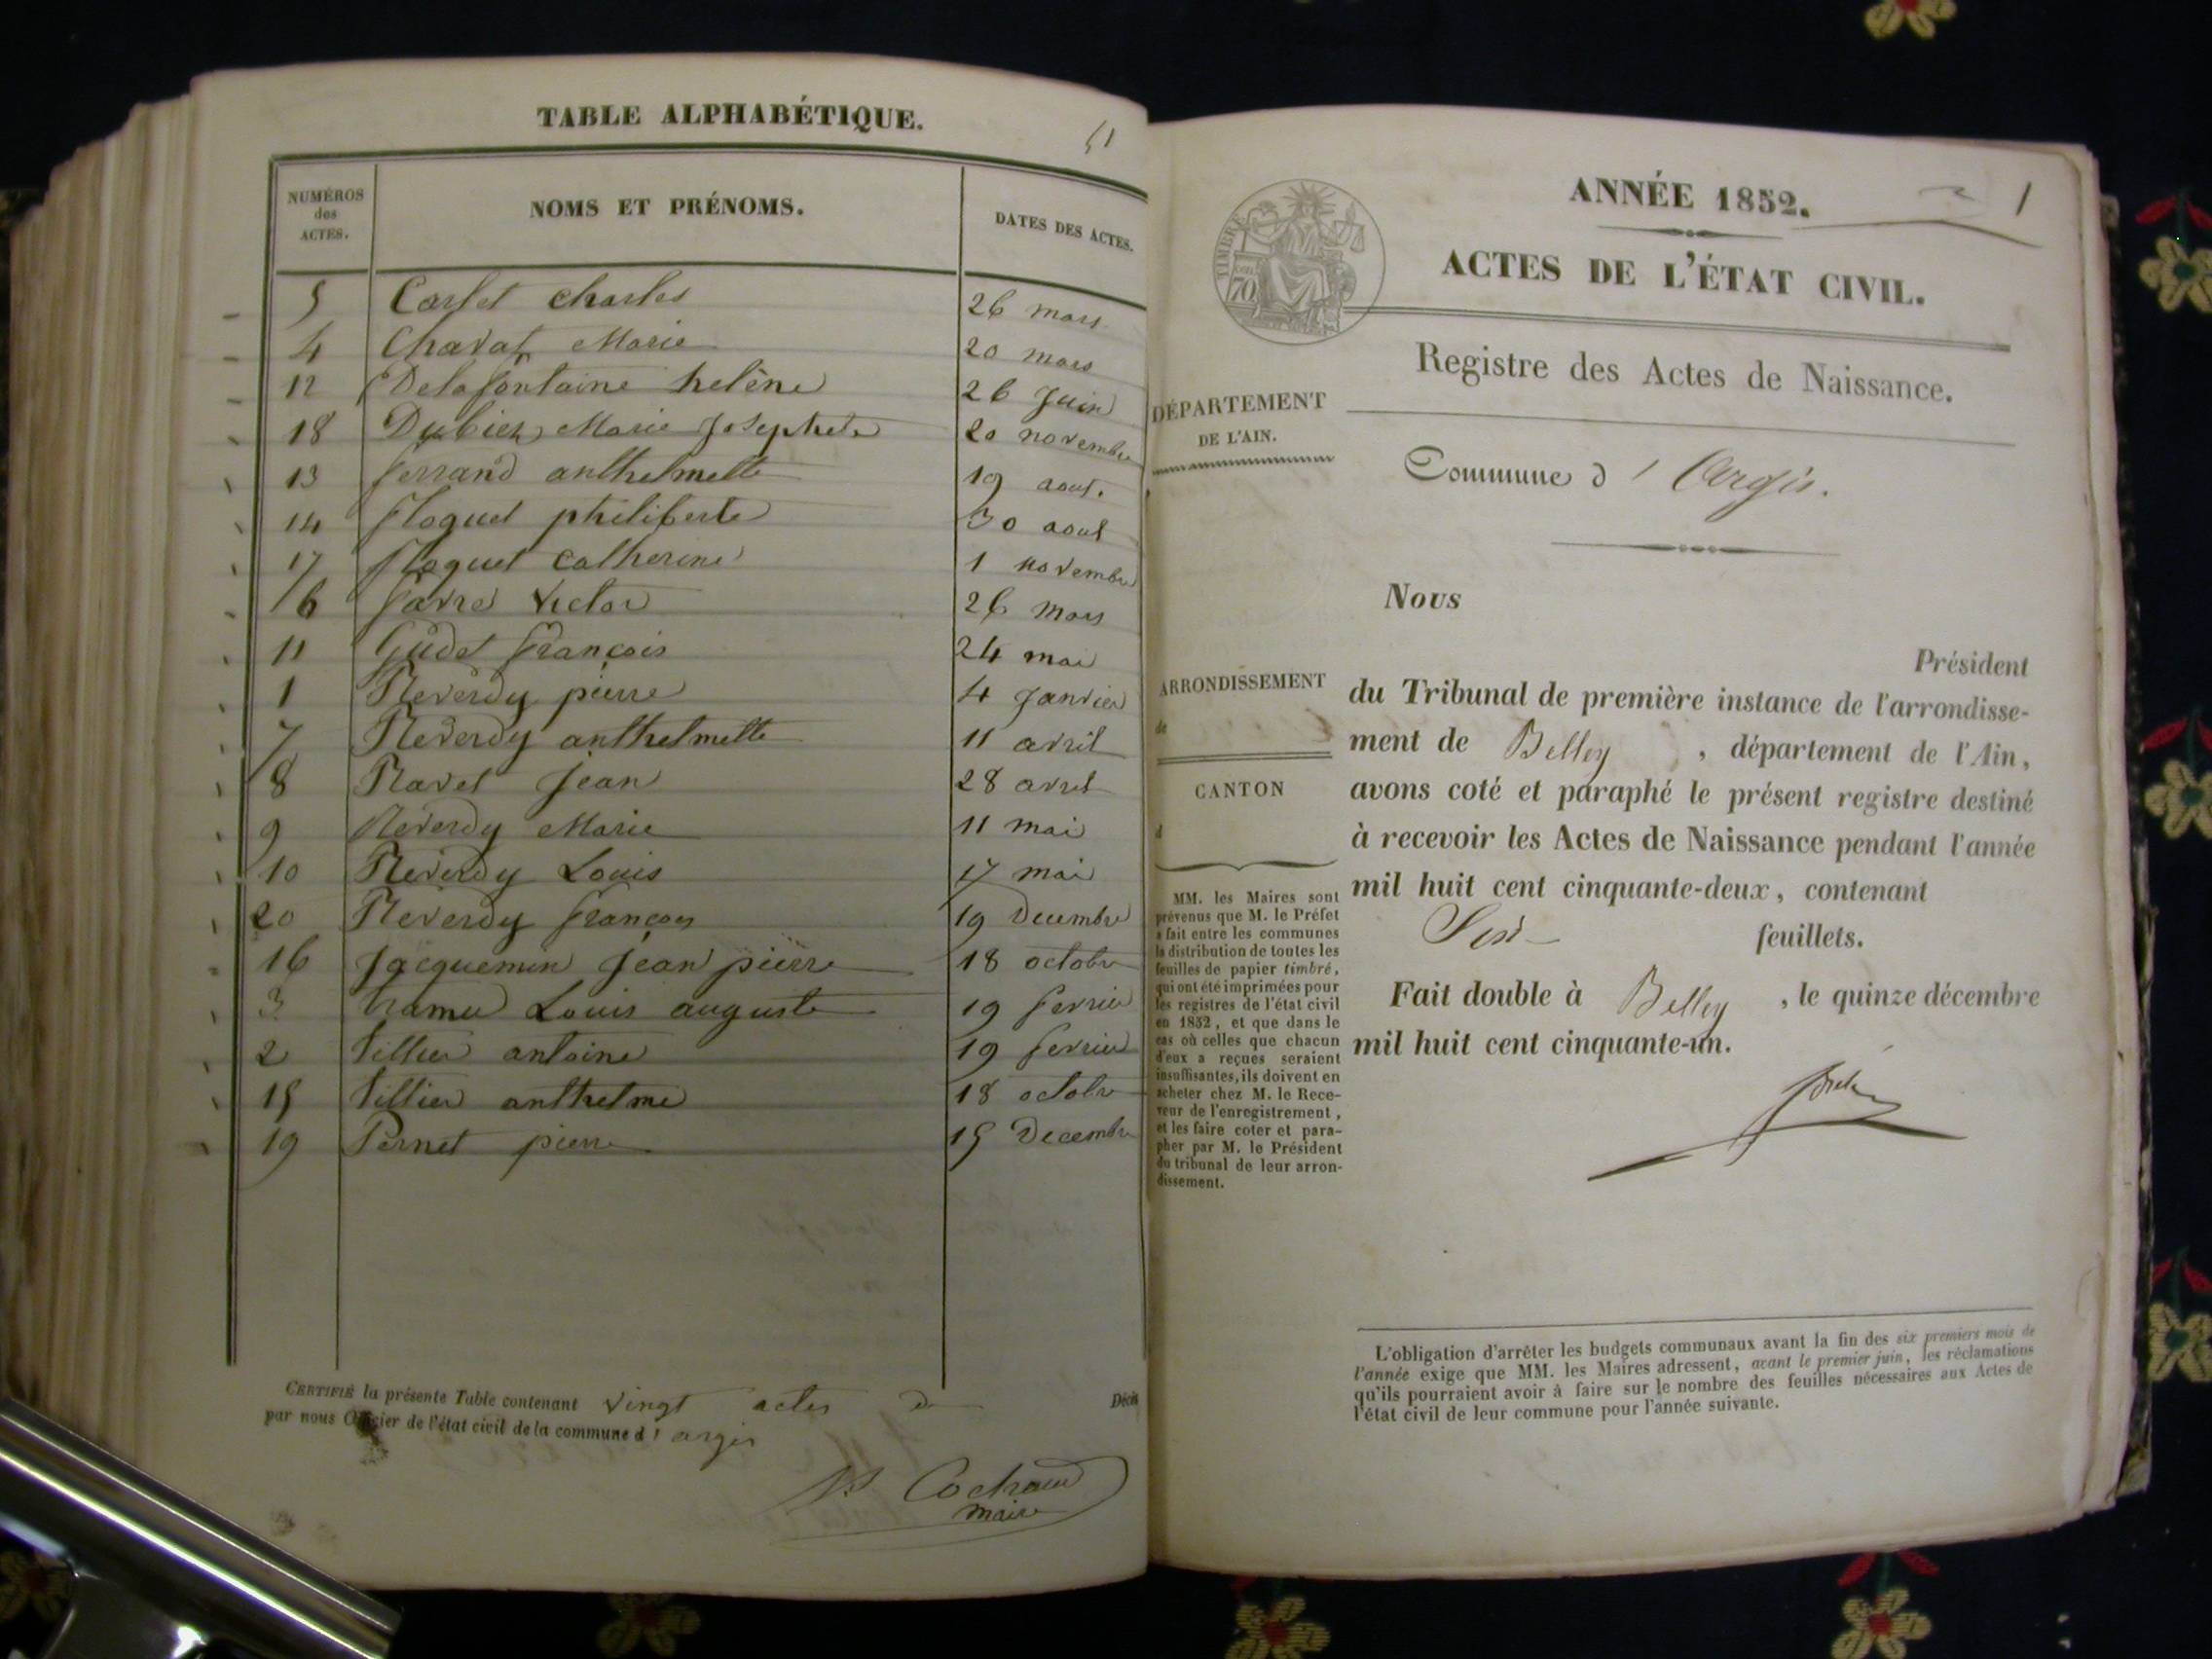 TABLE ALPHABÉTIQUE.
51
NUMÉROS
des
ACTES.
NOMS ET PRÉNOMS.
DATES DES ACTES.
5 Carlet charles 26 mars
4 Chavat Marie 20 mars
12 Delafontaine helène 26 Juin
18 Dubiez Marie Josephete 20 novembre
13 ferrand anthelmette 19 aout.
14 floquet philiberte 30 aout
17 floquet catherine 1 novembre
6 favre victor 26 mars
11 Gudet françois 24 mai
1 Reverdy pierre 4 Janvier
7 Reverdy anthelmette 11 avril
8 Ravet Jean 28 avril
9 Reverdy Marie 11 mai
10 Reverdy Louis 17 mai
20 Reverdy françois 19 Decembre
16 Jacquemin Jean pierre 18 octobre
3 Louis auguste 19 fevrier
2 Villier antoine 19 fevrier
15 Villier anthelme 18 octobre
19 Pernet pierre 15 Decembre
CERTIFIÉ la présente Table contenant vingt actes d Décès
par nous Officier de l'état civil de la commune d' argis
Cochaud
maire
ANNÉE 1852. 1
ACTES DE L'ÉTAT CIVIL.
TIMBRE
70
Registre des Actes de Naissance.
DÉPARTEMENT
DE L'AIN.
Commune d' Argis.
Nous
Président
ARRONDISSEMENT
de
CANTON
d
du Tribunal de première instance de l'arrondisse-
ment de Belley , département de l'Ain,
avons coté et paraphé le présent registre destiné
à recevoir les Actes de Naissance pendant l'année
mil huit cent cinquante-deux, contenant
Six feuillets.
Fait double à Belley , le quinze décembre
mil huit cent cinquante-un.
MM. les Maires sont
prévenus que M. le Préfet
a fait entre les communes
la distribution de toutes les
feuilles de papier timbré,
qui ont été imprimées pour
les registres de l'état civil
en 1852, et que dans le
cas où celles que chacun
d'eux a reçues seraient
insuffisantes, ils doivent en
acheter chez M. le Rece-
veur de l'enregistrement,
et les faire coter et para-
pher par M. le Président
du tribunal de leur arron-
dissement.
L'obligation d'arrêter les budgets communaux avant la fin des six premiers mois de
l'année exige que MM. les Maires adressent, avant le premier juin, les réclamations
qu'ils pourraient avoir à faire sur le nombre des feuilles nécessaires aux Actes de
l'état civil de leur commune pour l'année suivante.